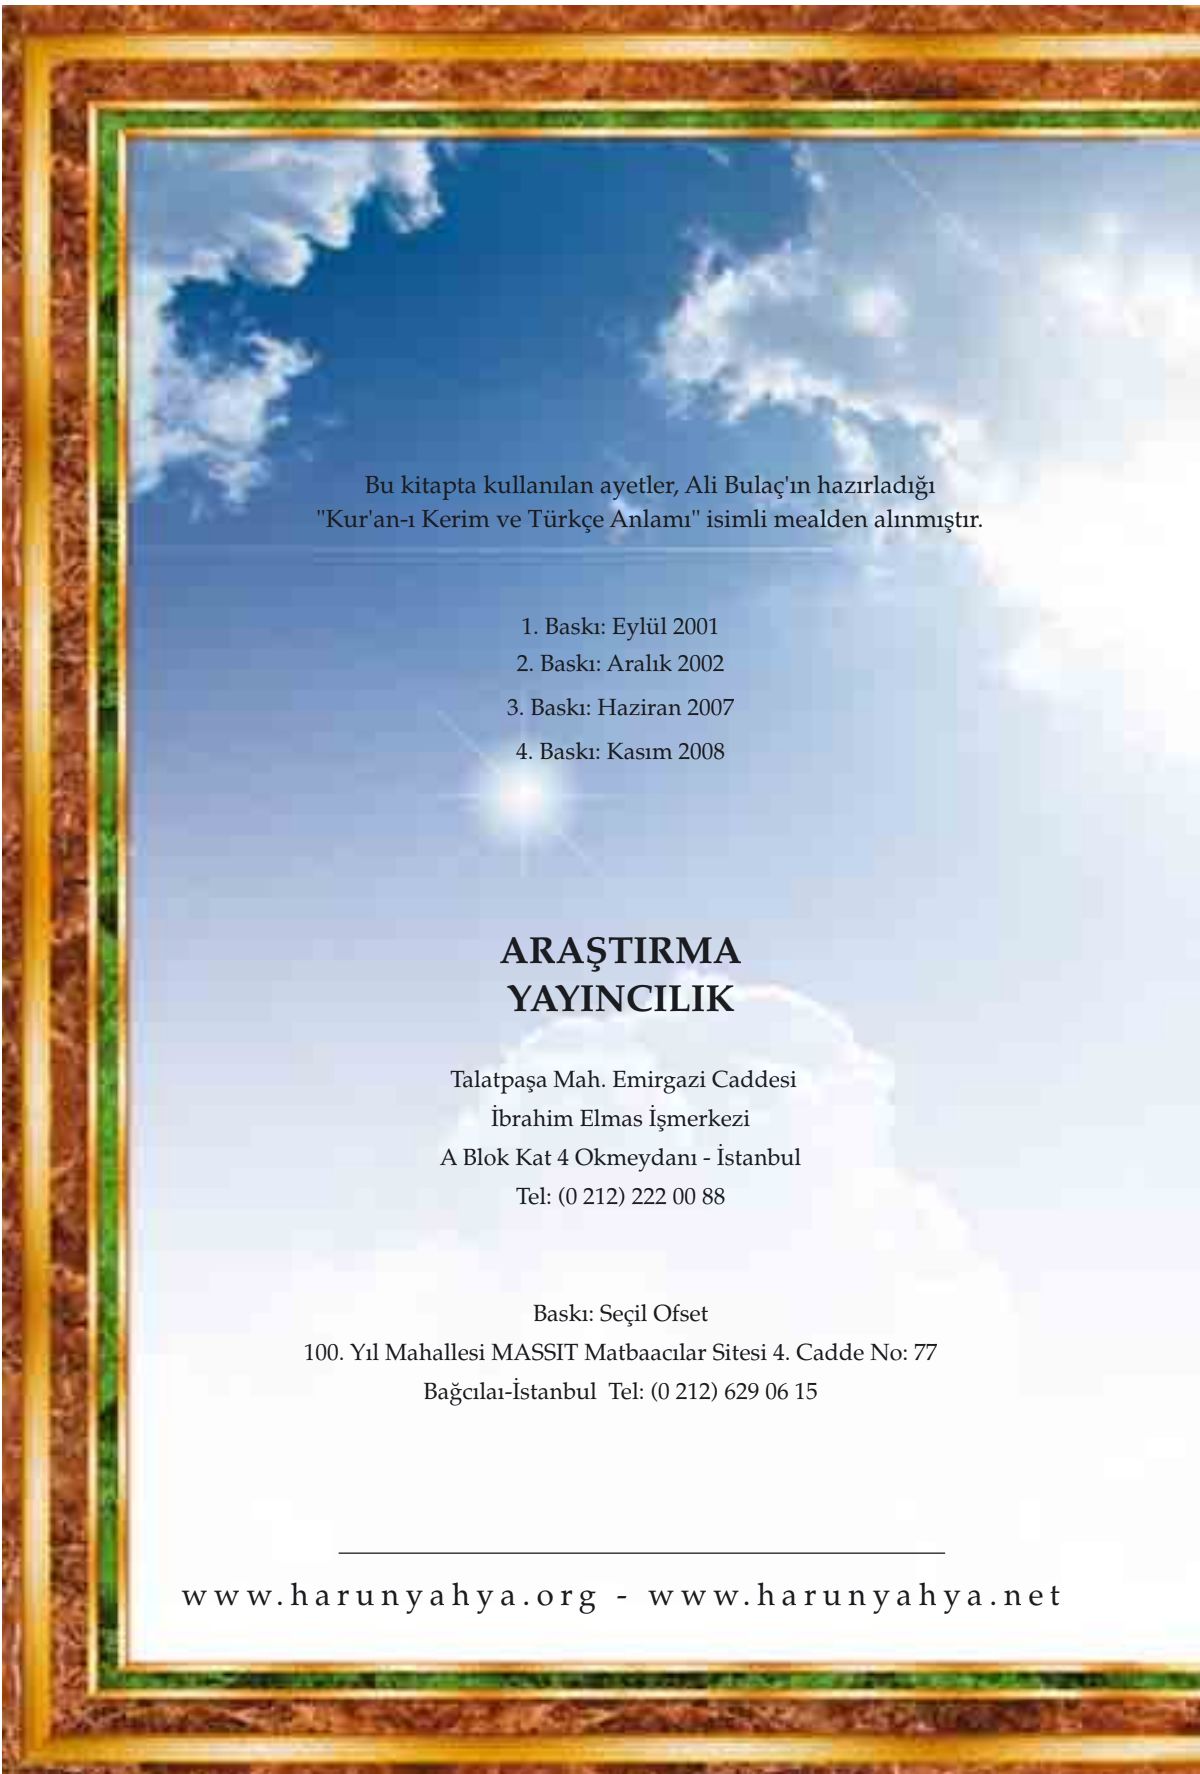 Bu kitapta kullanılan ayetler, Ali Bulaç'ın hazırladığı
"Kur'an-ı Kerim ve Türkçe Anlamı" isimli mealden alınmıştır.
1. Baskı: Eylül 2001
2. Baskı: Aralık 2002
3. Baskı: Haziran 2007
4. Baskı: Kasım 2008
ARAŞTIRMA
YAYINCILIK
Talatpaşa Mah. Emirgazi Caddesi
İbrahim Elmas İşmerkezi
A Blok Kat 4 Okmeydanı - İstanbul
Tel: (0 212) 222 00 88
Baskı: Seçil Ofset
100. Yıl Mahallesi MASSIT Matbaacılar Sitesi 4. Cadde No: 77
Bağcılaı-İstanbul Tel: (0 212) 629 06 15
www.harunyahya.org - www.harunyahya.net